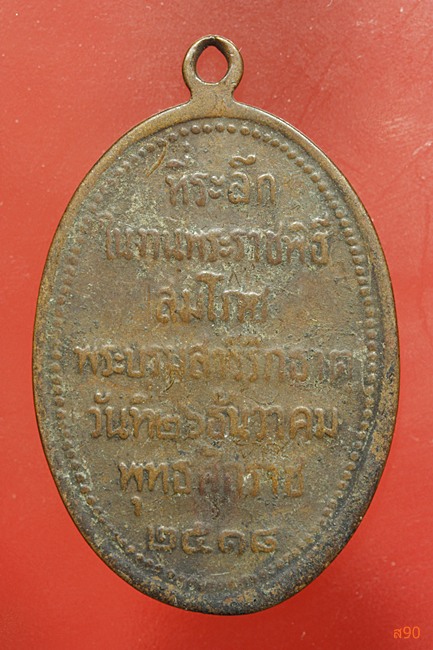 ที่ระลึก
ในงานพระราชพิธี
สมโภช
พระบรมสารีริกธาตุ
วันที่๒๖ธันวาคม
พุทธศักราช
๒๕๑๘
ส90